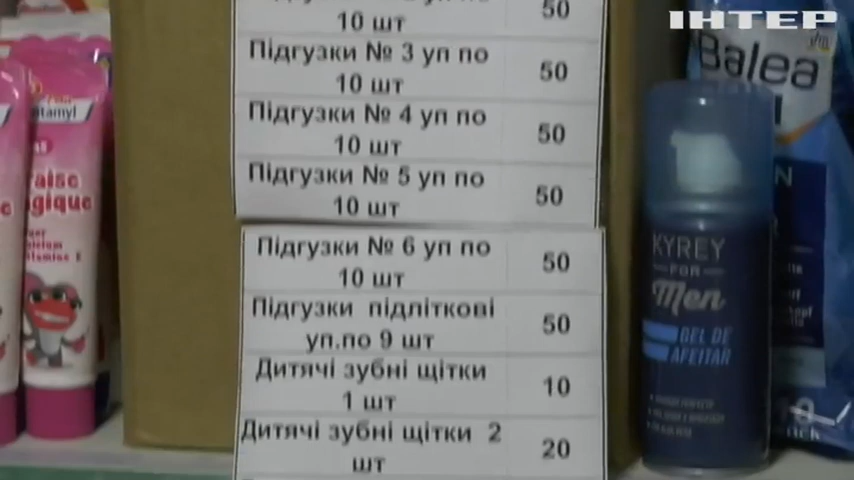 ІНТЕР
10 шт
50
Підгузки № 3 уп по
10 шт
50
Підгузки № 4 уп по
10 шт
50
Підгузки № 5 уп по
10 шт
50
Підгузки № 6 уп по
10 шт
50
Підгузки підліткові
уп.по 9 шт
50
Дитячі зубні щітки
1 шт
10
Дитячі зубні щітки 2
шт
20
Balea
KYREY
FOR
Men
GEL DE
AFEITAR